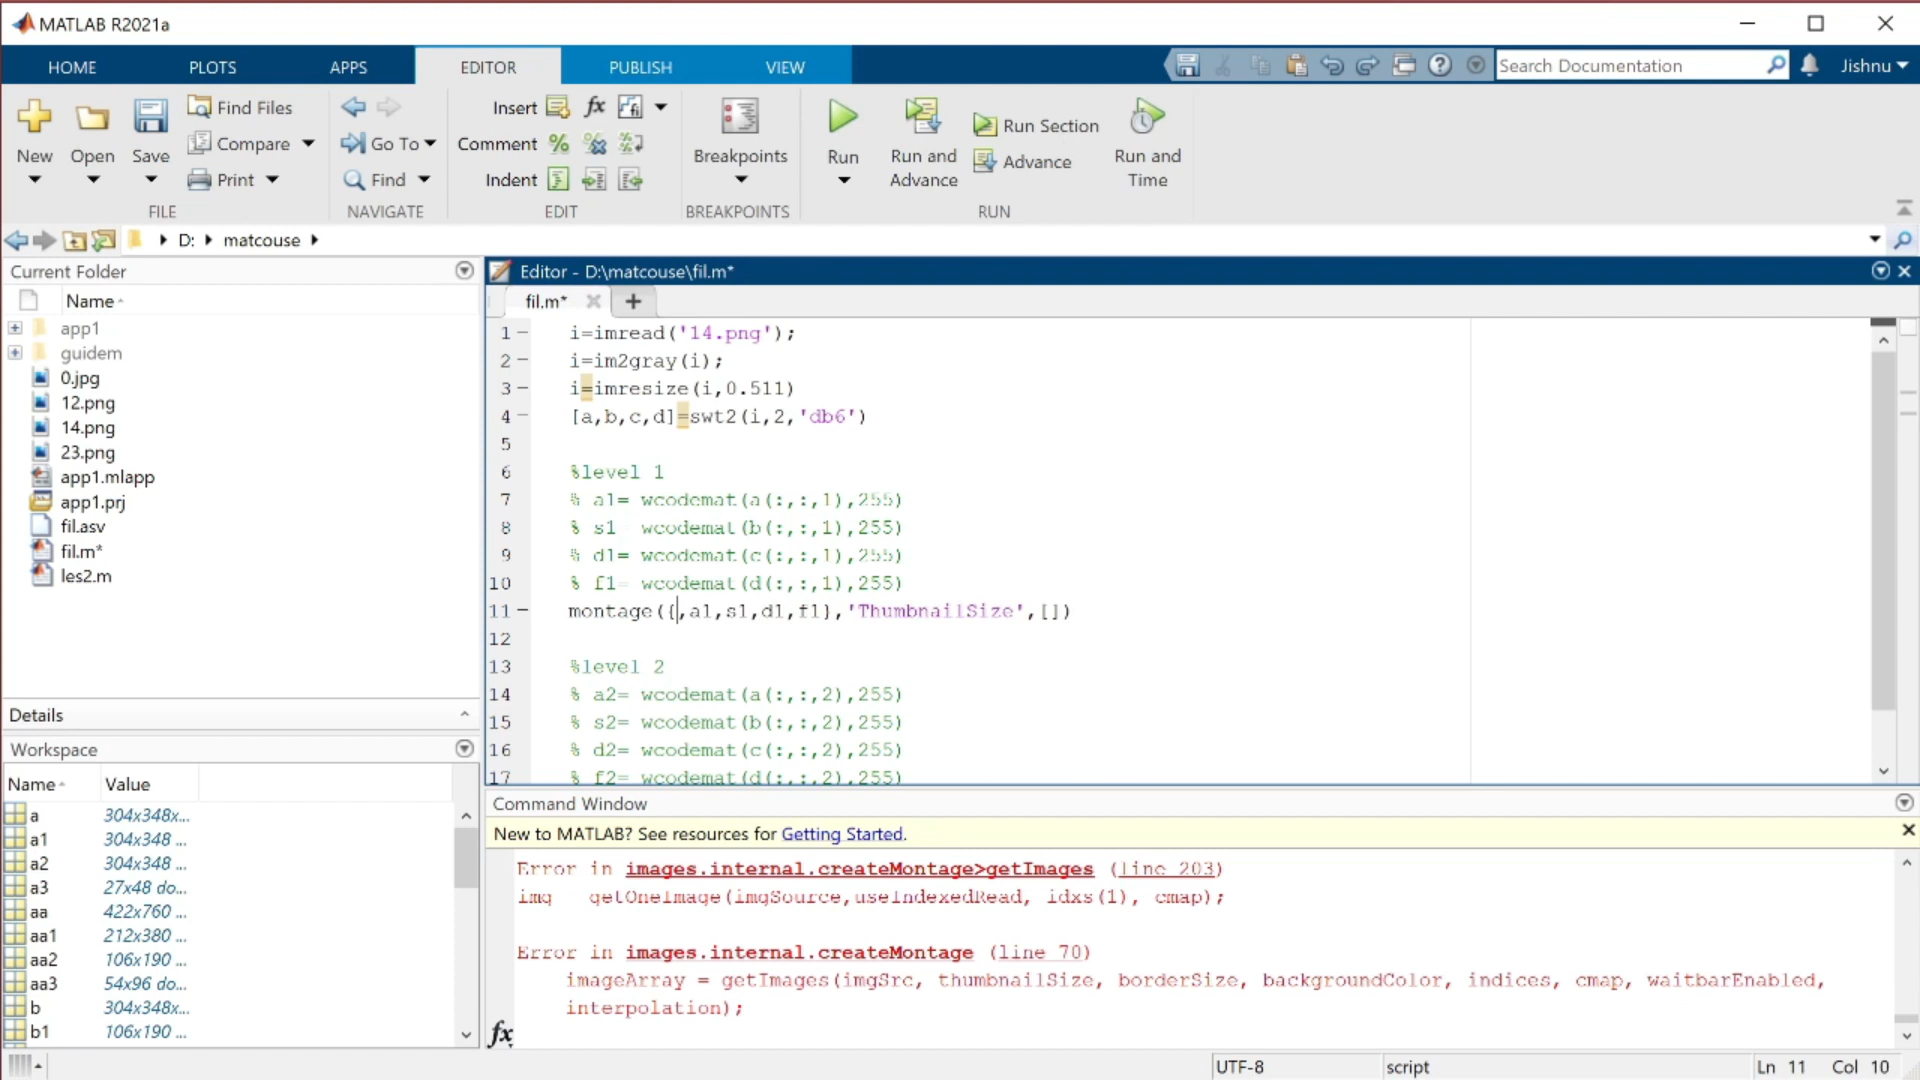 MATLAB R2021a
HOME
PLOTS
APPS
EDITOR
PUBLISH
VIEW
Search Documentation
Jishnu
New
Open
Save
Find Files
Compare
Print
FILE
Go To
Find
NAVIGATE
Insert
Comment
Indent
EDIT
Breakpoints
BREAKPOINTS
Run
Run and Advance
Run Section
Advance
Run and Time
RUN
D: matcouse
Current Folder
Name
app1
guidem
0.jpg
12.png
14.png
23.png
app1.mlapp
app1.prj
fil.asv
fil.m*
les2.m
Details
Workspace
Name Value
a 304x348x...
a1 304x348 ...
a2 304x348 ...
a3 27x48 do...
aa 422x760 ...
aa1 212x380 ...
aa2 106x190 ...
aa3 54x96 do...
b 304x348x...
b1 106x190 ...
Editor - D:\matcouse\fil.m*
fil.m*
1 i=imread('14.png');
2 i=im2gray(i);
3 i=imresize(i,0.511)
4 [a,b,c,d]=swt2(i,2,'db6')
5
6 %level 1
7 % a1= wcodemat(a(:,:,1),255)
8 % s1 wcodemat(b(:,:,1),255)
9 % d1= wcodemat(c(:,:,1),255)
10 % f1= wcodemat(d(:,:,1),255)
11 montage({,a1,s1,d1,f1},'ThumbnailSize',[])
12
13 %level 2
14 % a2= wcodemat(a(:,:,2),255)
15 % s2= wcodemat(b(:,:,2),255)
16 % d2= wcodemat(c(:,:,2),255)
17 % f2= wcodemat(d(:,:,2),255)
Command Window
New to MATLAB? See resources for Getting Started.
Error in images.internal.createMontage>getImages (line 203)
img getOneImage(imgSource,useIndexedRead, idxs(1), cmap);
Error in images.internal.createMontage (line 70)
imageArray = getImages(imgSrc, thumbnailSize, borderSize, backgroundColor, indices, cmap, waitbarEnabled,
interpolation);
fx
UTF-8
script
Ln 11 Col 10